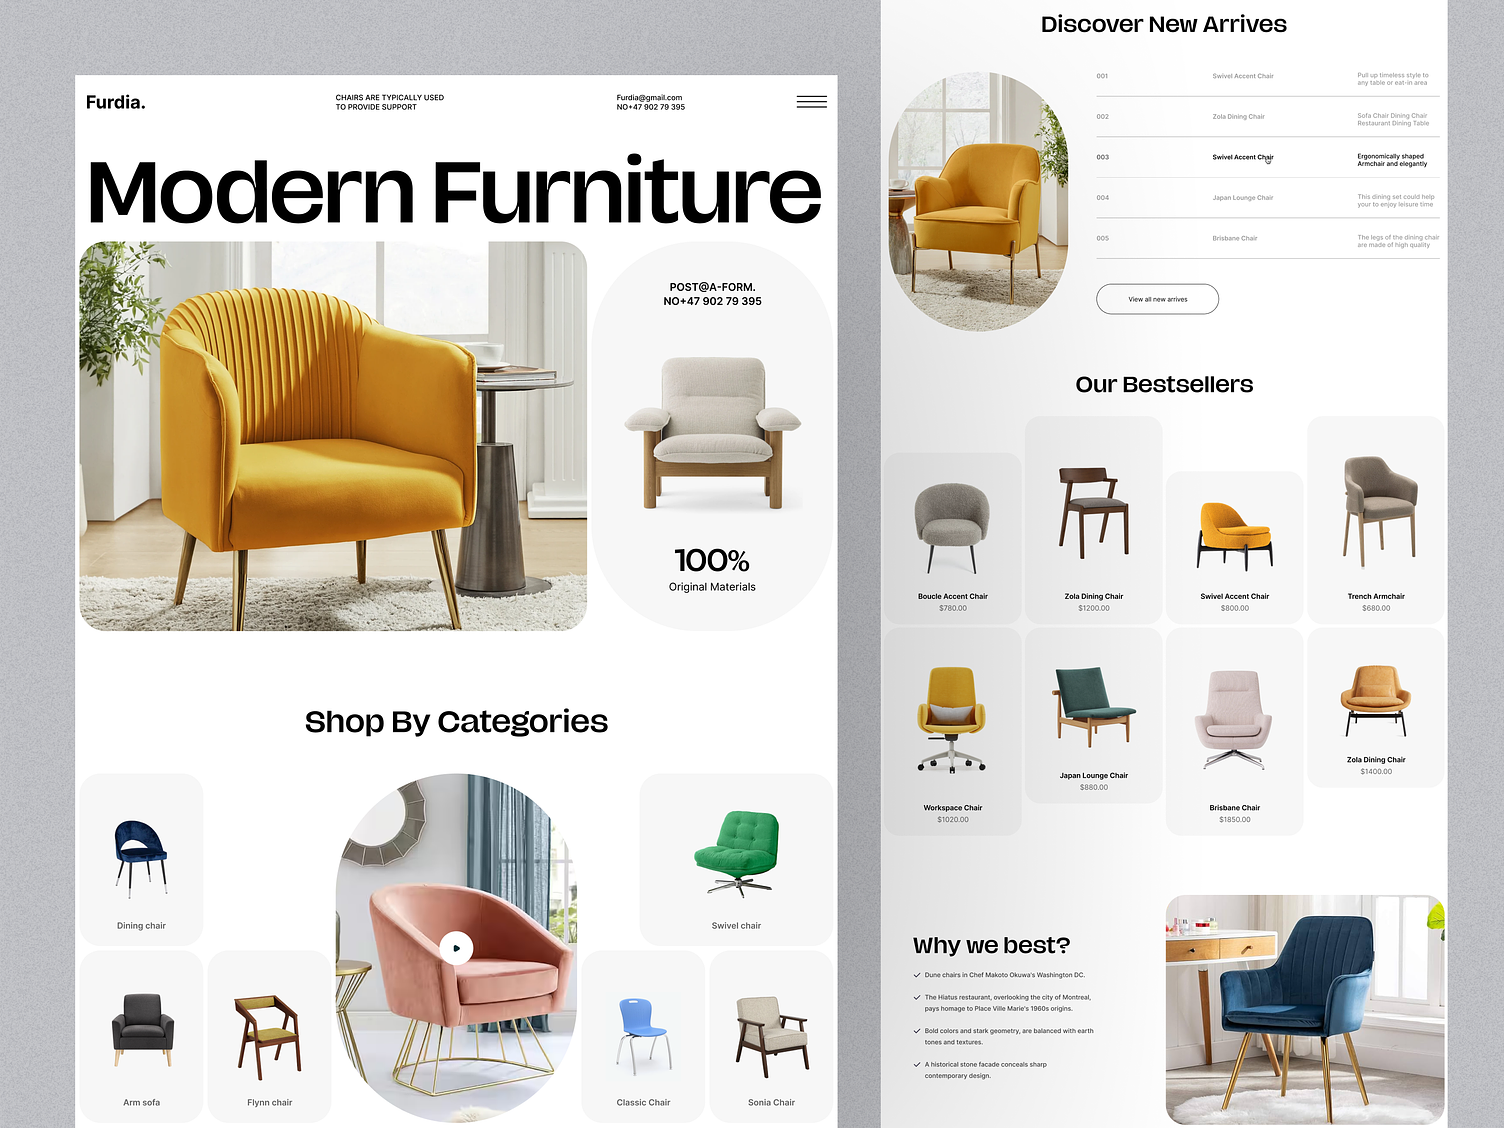 Furdia.
CHAIRS ARE TYPICALLY USED
TO PROVIDE SUPPORT
Furdia@gmail.com
NO+47 902 79 395
Modern Furniture
POST@A-FORM.
NO+47 902 79 395
100%
Original Materials
Shop By Categories
Dining chair
Swivel chair
Arm sofa
Flynn chair
Classic Chair
Sonia Chair
Discover New Arrives
001
Swivel Accent Chair
Pull up timeless style to
any table or eat-in area
002
Zola Dining Chair
Sofa Chair Dining Chair
Restaurant Dining Table
003
Swivel Accent Chair
Ergonomically shaped
Armchair and elegantly
004
Japan Lounge Chair
This dining set could help
your to enjoy leisure time
005
Brisbane Chair
The legs of the dining chair
are made of high quality
View all new arrives
Our Bestsellers
Boucle Accent Chair
$780.00
Zola Dining Chair
$1200.00
Swivel Accent Chair
$800.00
Trench Armchair
$680.00
Workspace Chair
$1020.00
Japan Lounge Chair
$880.00
Brisbane Chair
$1850.00
Zola Dining Chair
$1400.00
Why we best?
Dune chairs in Chef Makoto Okuwa's Washington DC.
The Hiatus restaurant, overlooking the city of Montreal,
pays homage to Place Ville Marie's 1960s origins.
Bold colors and stark geometry, are balanced with earth
tones and textures.
A historical stone facade conceals sharp
contemporary design.